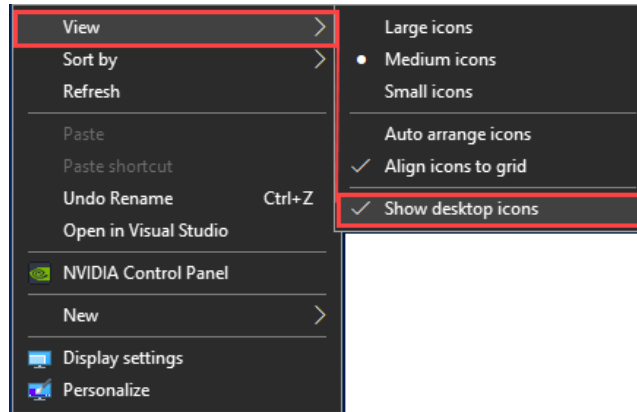 View
Sort by
Refresh
Paste
Paste shortcut
Undo Rename Ctrl+Z
Open in Visual Studio
NVIDIA Control Panel
New
Display settings
Personalize
Large icons
Medium icons
Small icons
Auto arrange icons
Align icons to grid
Show desktop icons